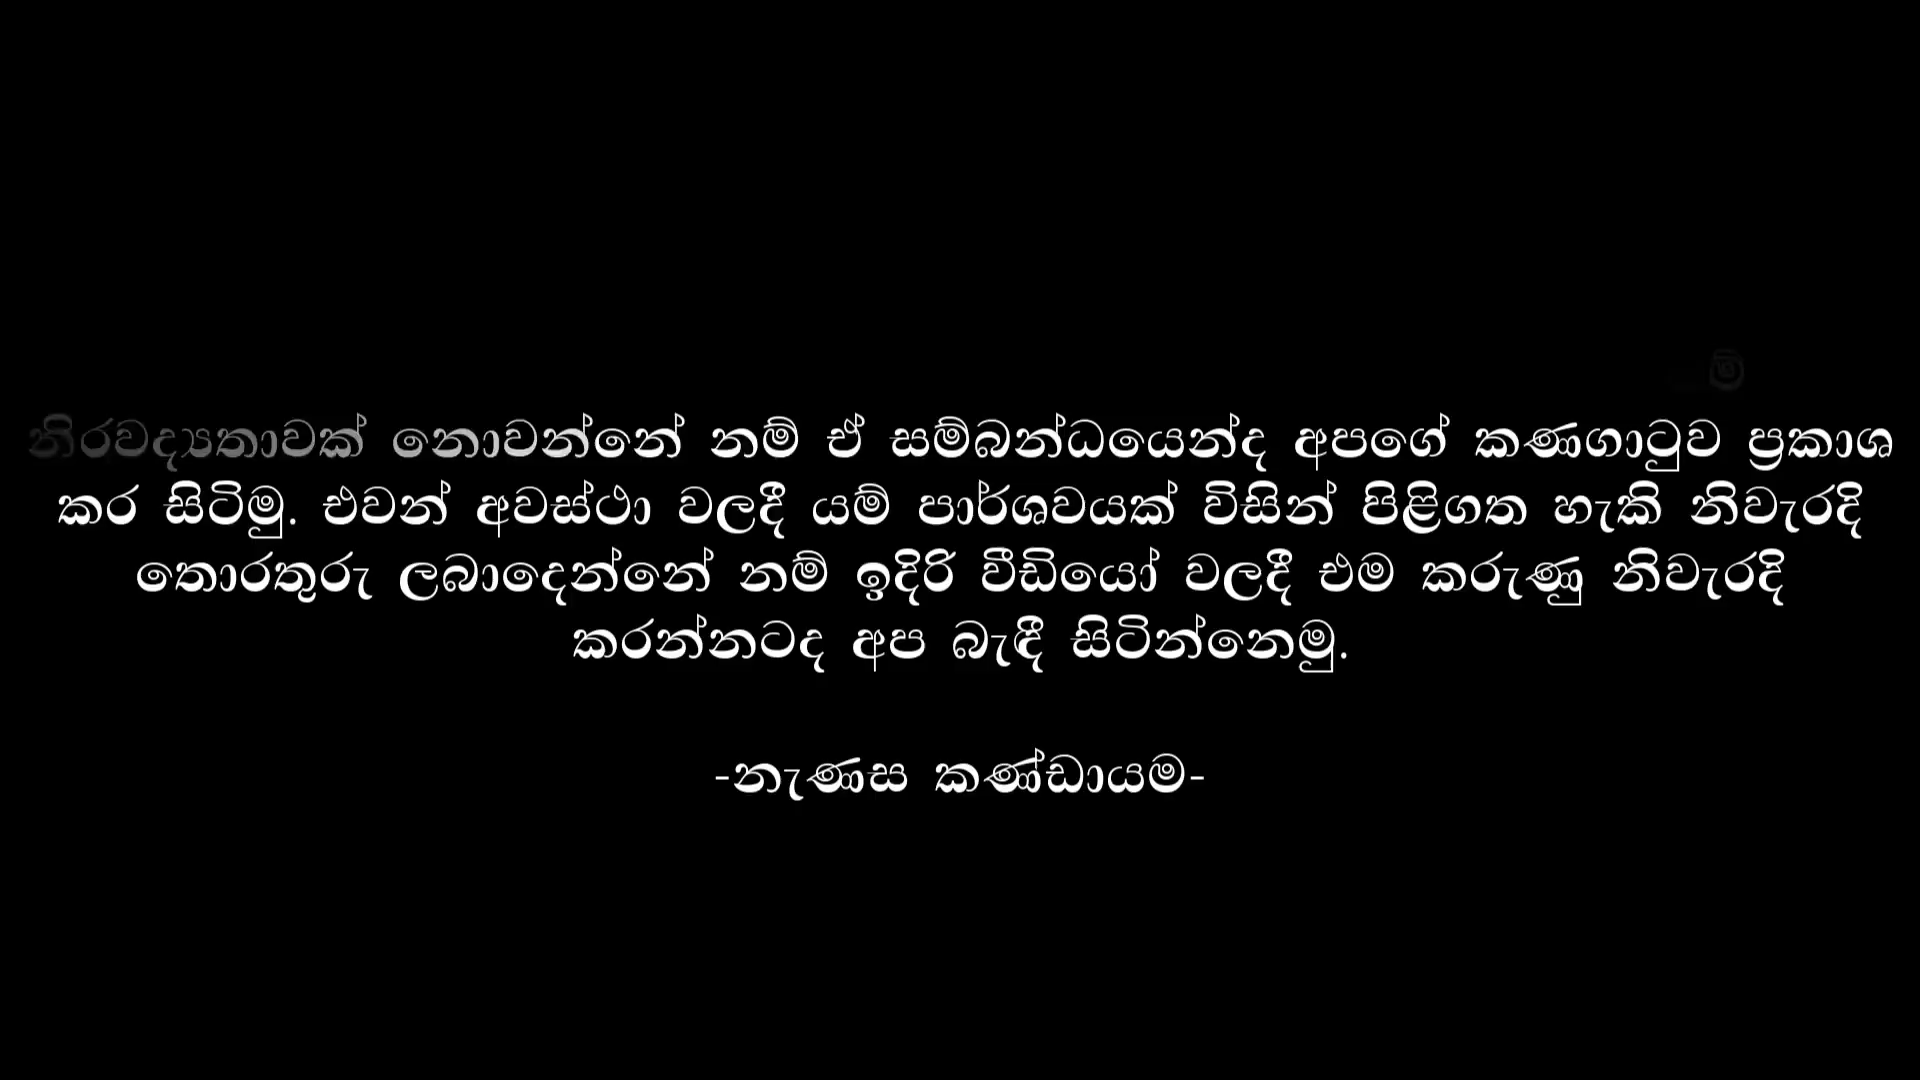 නිරවද්‍යතාවක් නොවන්නේ නම් ඒ සම්බන්ධයෙන්ද අපගේ කණගාටුව ප්‍රකාශ
කර සිටිමු. එවන් අවස්ථා වලදී යම් පාර්ශවයක් විසින් පිළිගත හැකි නිවැරදි
තොරතුරු ලබාදෙන්නේ නම් ඉදිරි වීඩියෝ වලදී එම කරුණු නිවැරදි
කරන්නටද අප බැඳී සිටින්නෙමු.
-නැණස කණ්ඩායම-